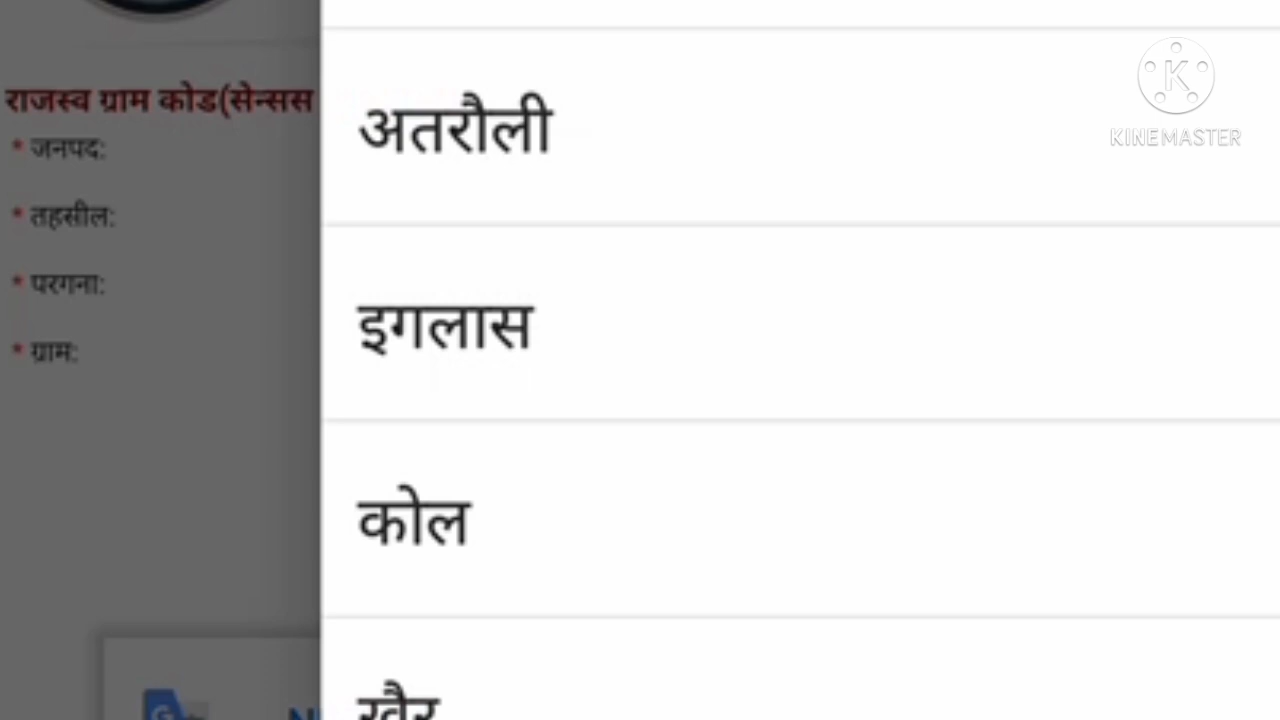 राजस्व ग्राम कोड(सेन्सस
* जनपद:
* तहसील:
* परगना:
* ग्राम:
अतरौली
इगलास
कोल
खैर
K
KINEMASTER